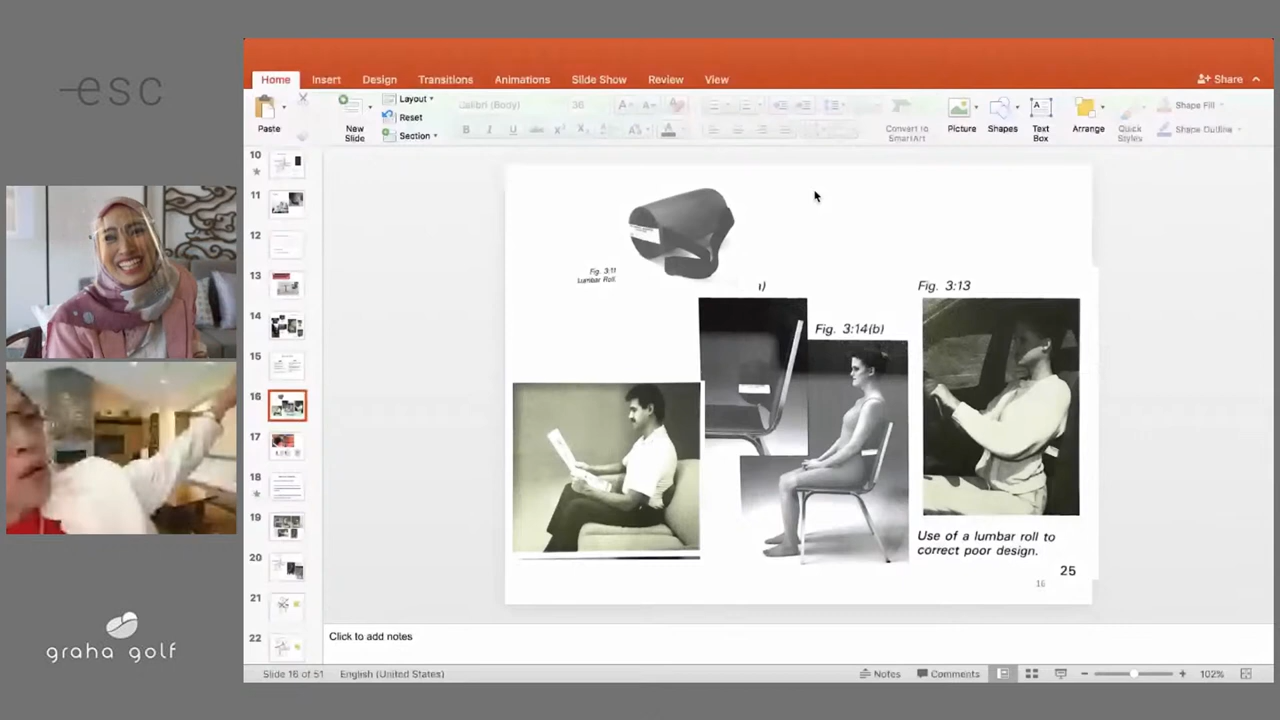 esc
graha golf
Home Insert Design Transitions Animations Slide Show Review View Share
Paste
New Slide
Layout
Reset
Section
Calibri (Body) 36
Convert to SmartArt
Picture
Shapes
Text Box
Arrange
Quick Styles
Shape Fill
Shape Outline
10
11
12
13
14
15
16
17
18
19
20
21
22
Fig. 3:11
Lumbar Roll.
Fig. 3:14(b)
Fig. 3:13
Use of a lumbar roll to
correct poor design.
25
16
Click to add notes
Slide 16 of 51 English (United States) Notes Comments 102%